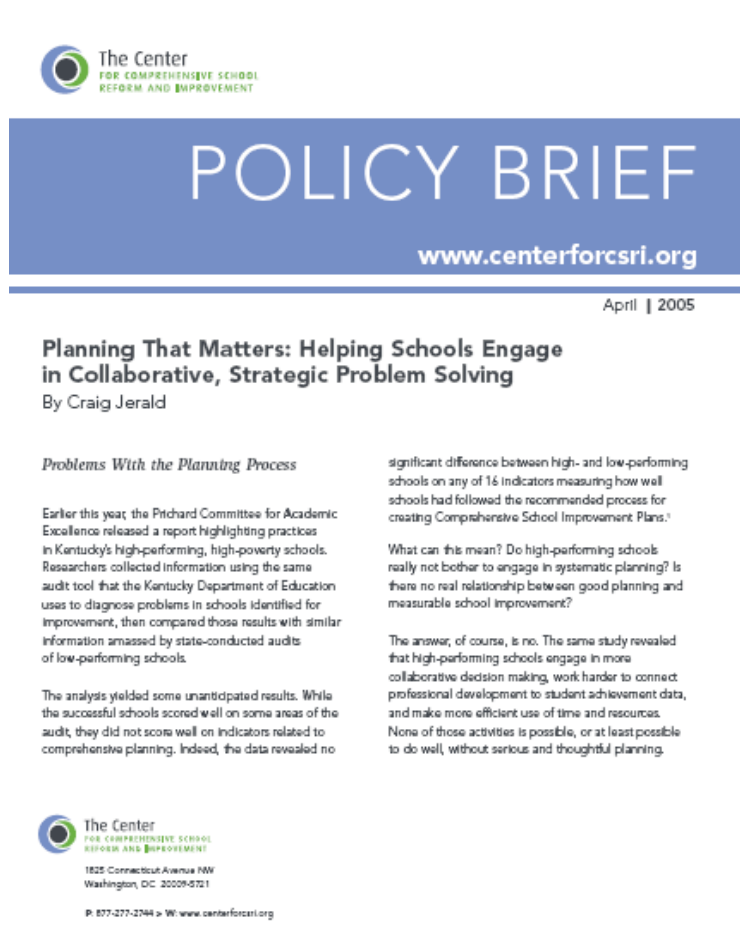 The Center
FOR COMPREHENSIVE SCHOOL
REFORM AND IMPROVEMENT
POLICY BRIEF
www.centerforcsri.org
April | 2005
Planning That Matters: Helping Schools Engage
in Collaborative, Strategic Problem Solving
By Craig Jerald
Problems With the Planning Process
Earlier this year, the Prichard Committee for Academic
Excellence released a report highlighting practices
in Kentucky's high-performing, high-poverty schools.
Researchers collected information using the same
audit tool that the Kentucky Department of Education
uses to diagnose problems in schools identified for
improvement, then compared those results with similar
information amassed by state-conducted audits
of low-performing schools.
The analysis yielded some unanticipated results. While
the successful schools scored well on some areas of the
audit, they did not score well on indicators related to
comprehensive planning. Indeed, the data revealed no
significant difference between high- and low-performing
schools on any of 16 indicators measuring how well
schools had followed the recommended process for
creating Comprehensive School Improvement Plans.¹
What can this mean? Do high-performing schools
really not bother to engage in systematic planning? Is
there no real relationship between good planning and
measurable school improvement?
The answer, of course, is no. The same study revealed
that high-performing schools engage in more
collaborative decision making, work harder to connect
professional development to student achievement data,
and make more efficient use of time and resources.
None of those activities is possible, or at least possible
to do well, without serious and thoughtful planning.
The Center
FOR COMPREHENSIVE SCHOOL
REFORM AND IMPROVEMENT
1825 Connecticut Avenue NW
Washington, DC 20009-5721
P: 877-277-2744 > W: www.centerforcsri.org